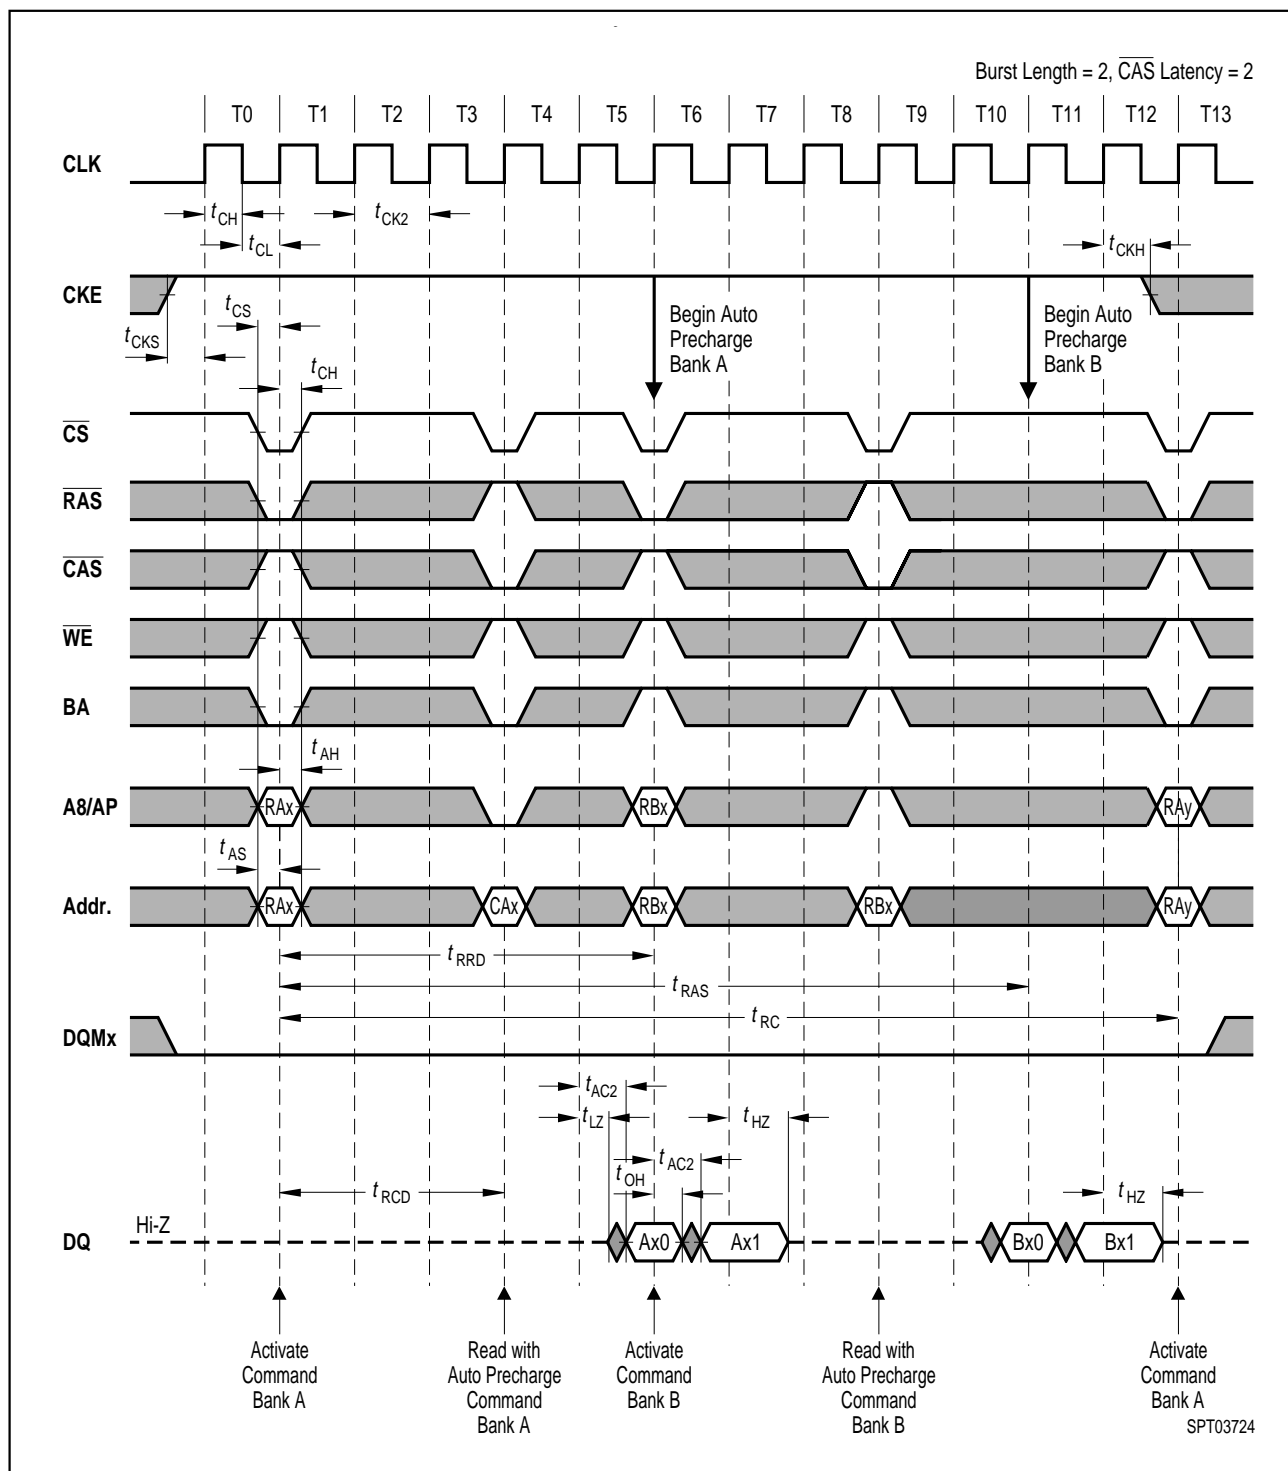 Burst Length = 2, CAS Latency = 2
T0 T1 T2 T3 T4 T5 T6 T7 T8 T9 T10 T11 T12 T13
CLK
tCH
tCK2
tCL
tCKH
CKE
tCS
tCKS
tCH
Begin Auto
Precharge
Bank A
Begin Auto
Precharge
Bank B
CS
RAS
CAS
WE
BA
tAH
A8/AP RAx RBx RAy
tAS
Addr. RAx CAx RBx RBx RAy
tRRD
tRAS
tRC
DQMx
tAC2
tLZ
tHZ
tAC2
tOH
tRCD
tHZ
Hi-Z
DQ Ax0 Ax1 Bx0 Bx1
Activate
Command
Bank A
Read with
Auto Precharge
Command
Bank A
Activate
Command
Bank B
Read with
Auto Precharge
Command
Bank B
Activate
Command
Bank A
SPT03724